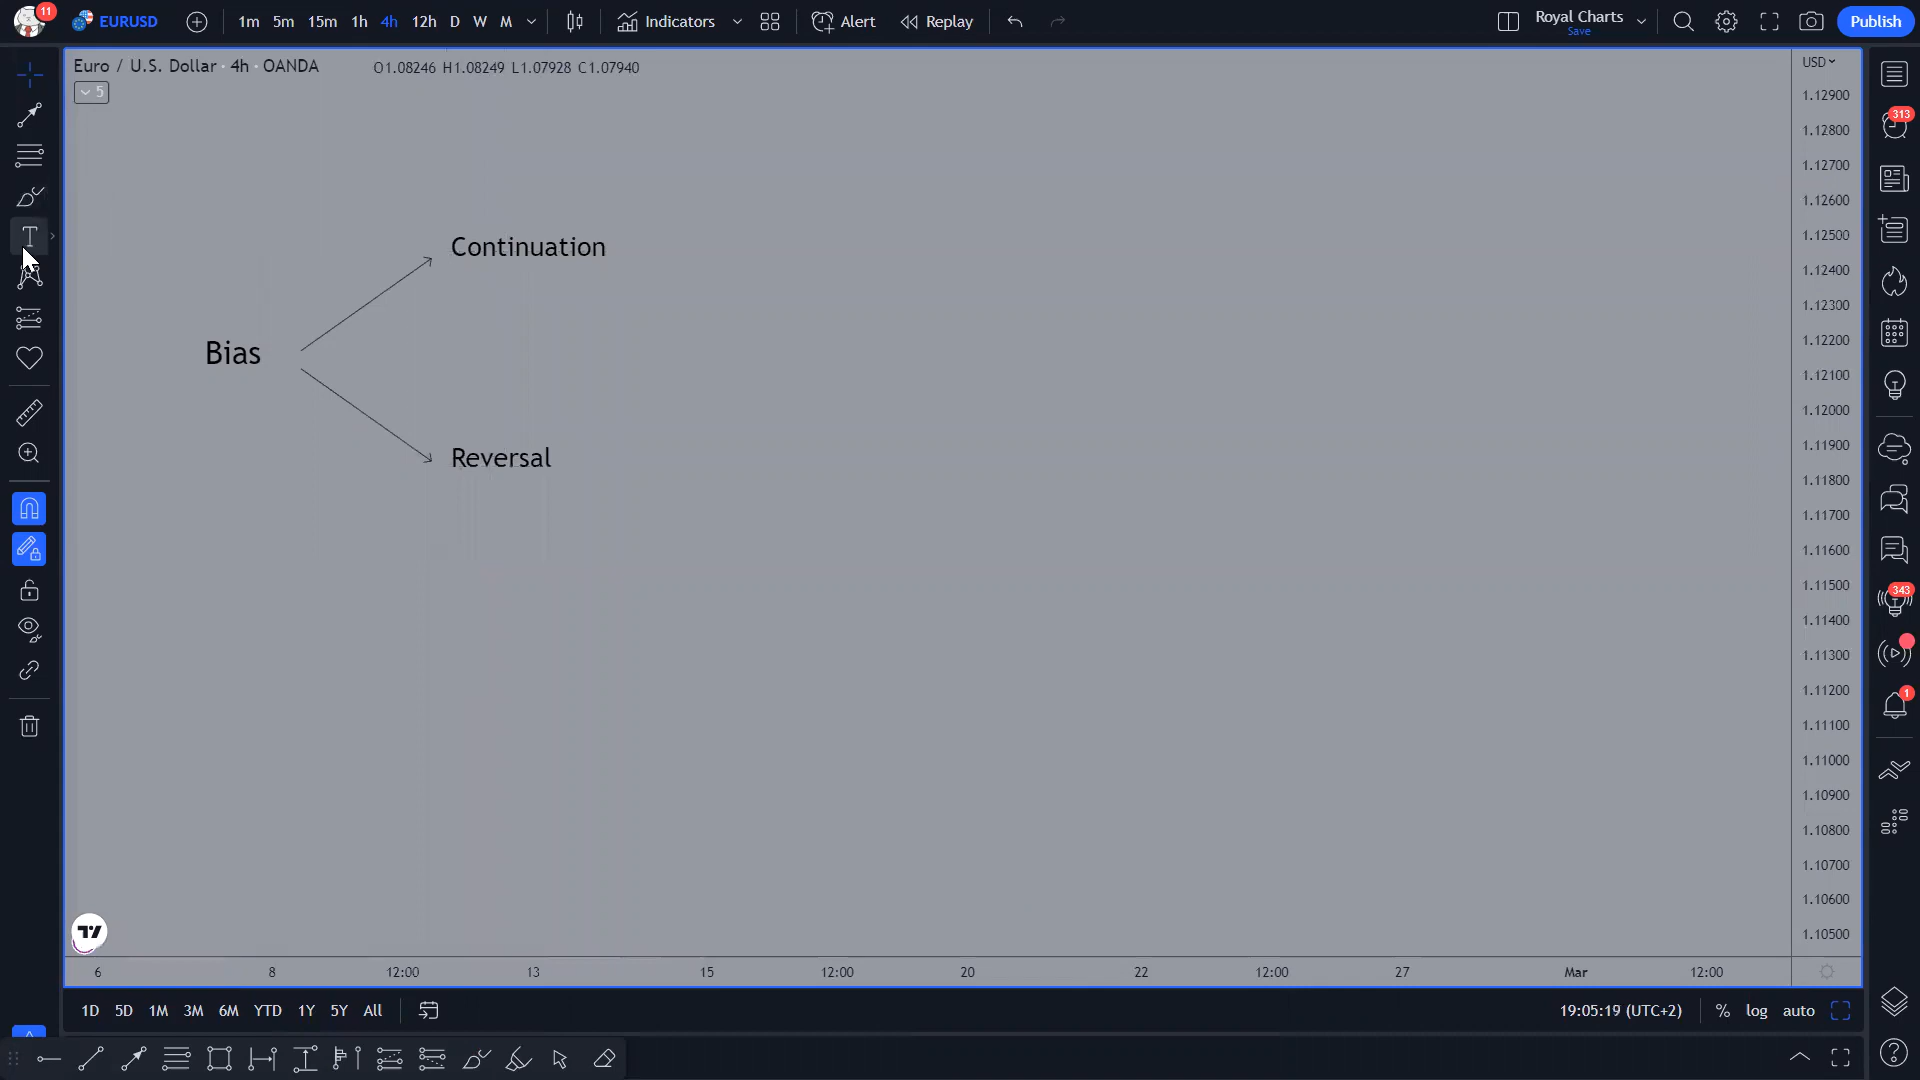 11
EURUSD
1m 5m 15m 1h 4h 12h D W M
Indicators
Alert
Replay
Royal Charts
Save
Publish
Euro / U.S. Dollar · 4h · OANDA
O1.08246 H1.08249 L1.07928 C1.07940
5
USD
1.12900
1.12800
1.12700
1.12600
1.12500
1.12400
1.12300
1.12200
1.12100
1.12000
1.11900
1.11800
1.11700
1.11600
1.11500
1.11400
1.11300
1.11200
1.11100
1.11000
1.10900
1.10800
1.10700
1.10600
1.10500
Continuation
Bias
Reversal
313
343
1
6 8 12:00 13 15 12:00 20 22 12:00 27 Mar 12:00
1D 5D 1M 3M 6M YTD 1Y 5Y All
19:05:19 (UTC+2)
% log auto